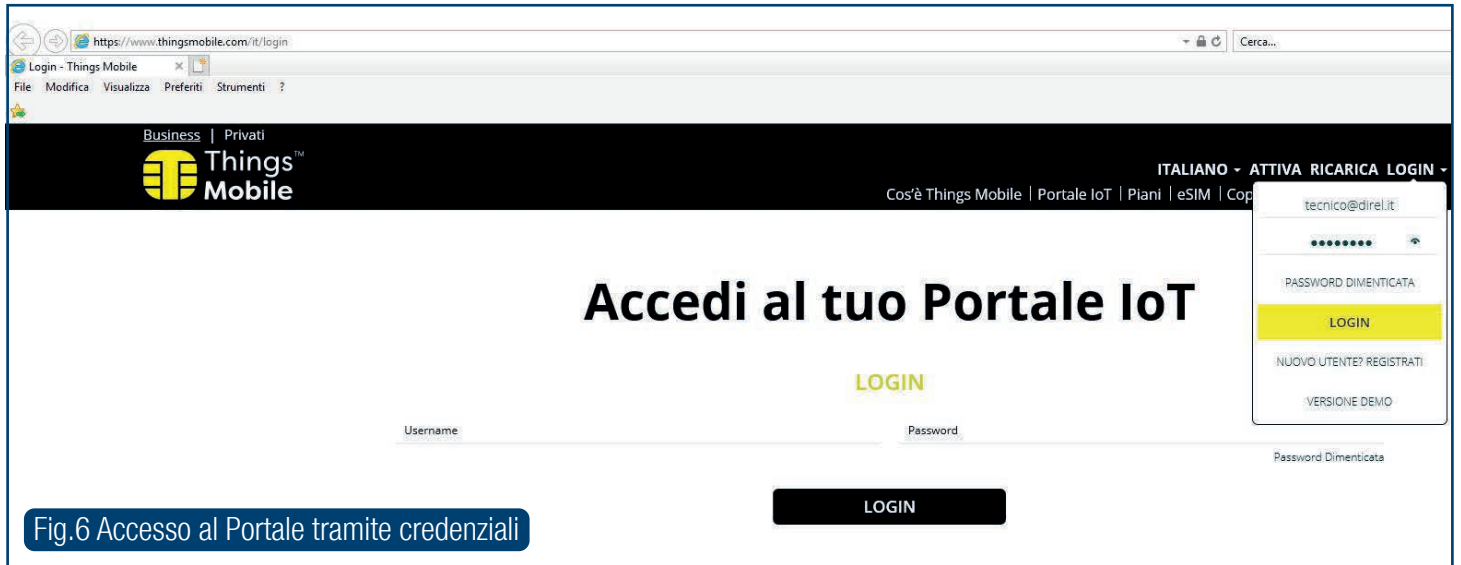 https://www.thingsmobile.com/it/login
Cerca...
Login - Things Mobile
File Modifica Visualizza Preferiti Strumenti ?
Business | Privati
Things™
Mobile
ITALIANO ATTIVA RICARICA LOGIN
Cos'è Things Mobile | Portale IoT | Piani | eSIM | Cop
tecnico@direl.it
●●●●●●●●
PASSWORD DIMENTICATA
LOGIN
NUOVO UTENTE? REGISTRATI
VERSIONE DEMO
Accedi al tuo Portale IoT
LOGIN
Username
Password
Password Dimenticata
LOGIN
Fig.6 Accesso al Portale tramite credenziali